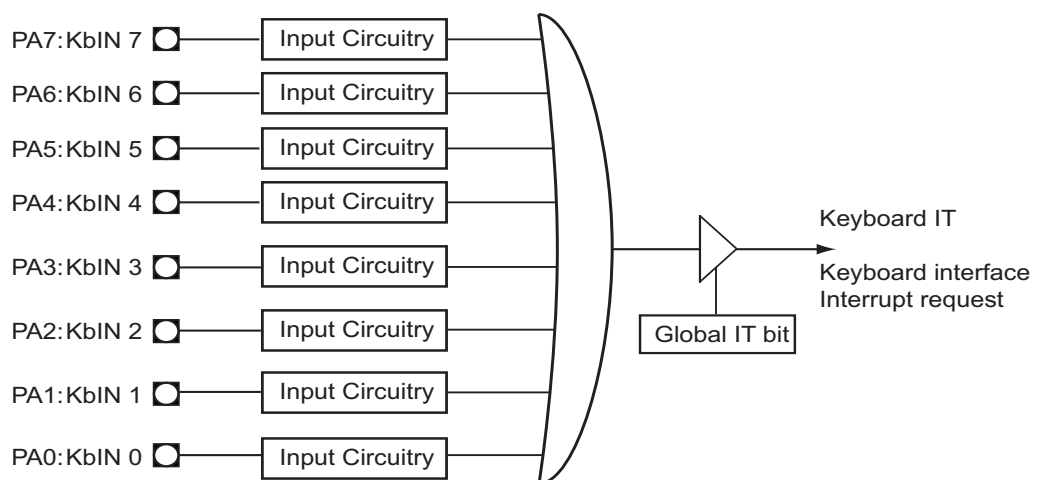 PA7:KbIN 7
Input Circuitry
PA6:KbIN 6
Input Circuitry
PA5:KbIN 5
Input Circuitry
PA4:KbIN 4
Input Circuitry
PA3:KbIN 3
Input Circuitry
PA2:KbIN 2
Input Circuitry
PA1:KbIN 1
Input Circuitry
PA0:KbIN 0
Input Circuitry
Keyboard IT
Keyboard interface
Interrupt request
Global IT bit